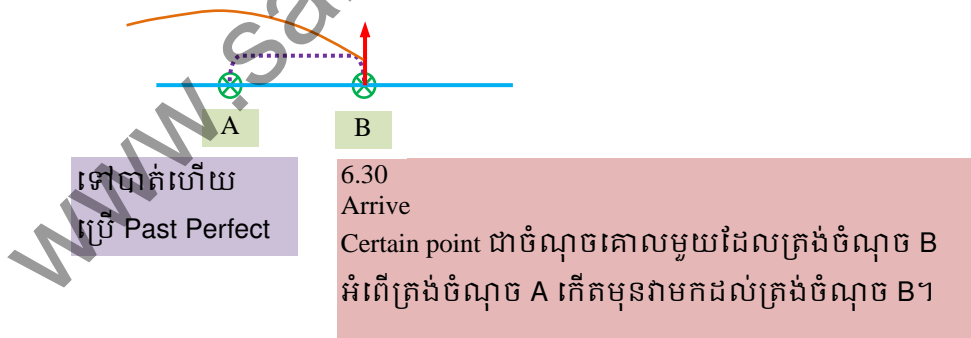 A B
ទៅបាត់ហើយ
ប្រើ Past Perfect
6.30
Arrive
Certain point ជាចំណុចគោលមួយដែលត្រង់ចំណុច B
អំពើត្រង់ចំណុច A កើតមុនវាមកដល់ត្រង់ចំណុច B។
www.sa